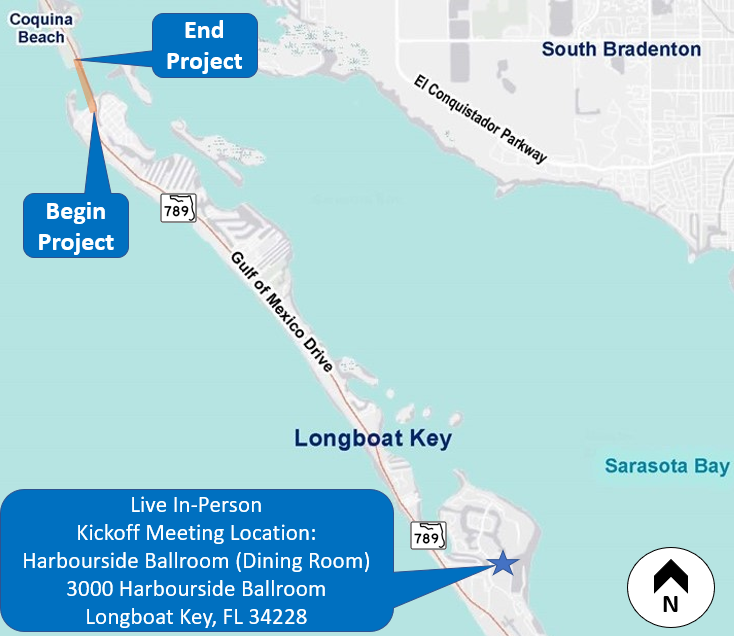 Coquina
Beach
End
Project
South Bradenton
El Conquistador Parkway
Begin
Project
789
Gulf of Mexico Drive
Longboat Key
Sarasota Bay
Live In-Person
Kickoff Meeting Location:
Harbourside Ballroom (Dining Room)
3000 Harbourside Ballroom
Longboat Key, FL 34228
789
N